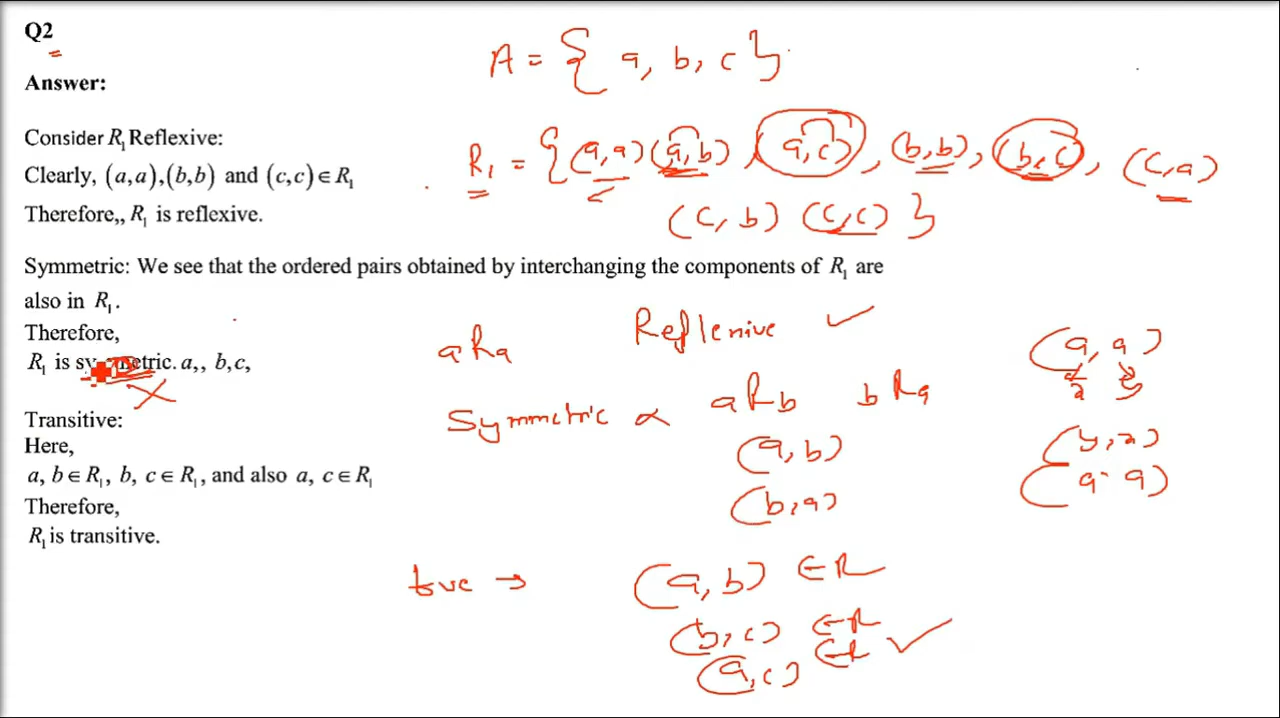 Q2
A = { a, b, c }
Answer:
Consider R₁ Reflexive:
R₁ = { (a,a) (a,b) , (a,c) , (b,b) , (b,c) , (c,a)
Clearly, (a,a),(b,b) and (c,c)∈R₁
(c,b) (c,c) }
Therefore,, R₁ is reflexive.
Symmetric: We see that the ordered pairs obtained by interchanging the components of R₁ are
also in R₁.
Therefore,
R₁ is symmetric. a,, b,c,
aRa Reflexive ✓
(a, a)
Symmetric
aRb bRa
(a, b)
(b, a)
(a a)
Transitive:
Here,
a, b∈R₁, b, c∈R₁, and also a, c∈R₁
Therefore,
R₁ is transitive.
→ (a, b) ∈R
(b, c) ∈R
(a, c) ∈R ✓